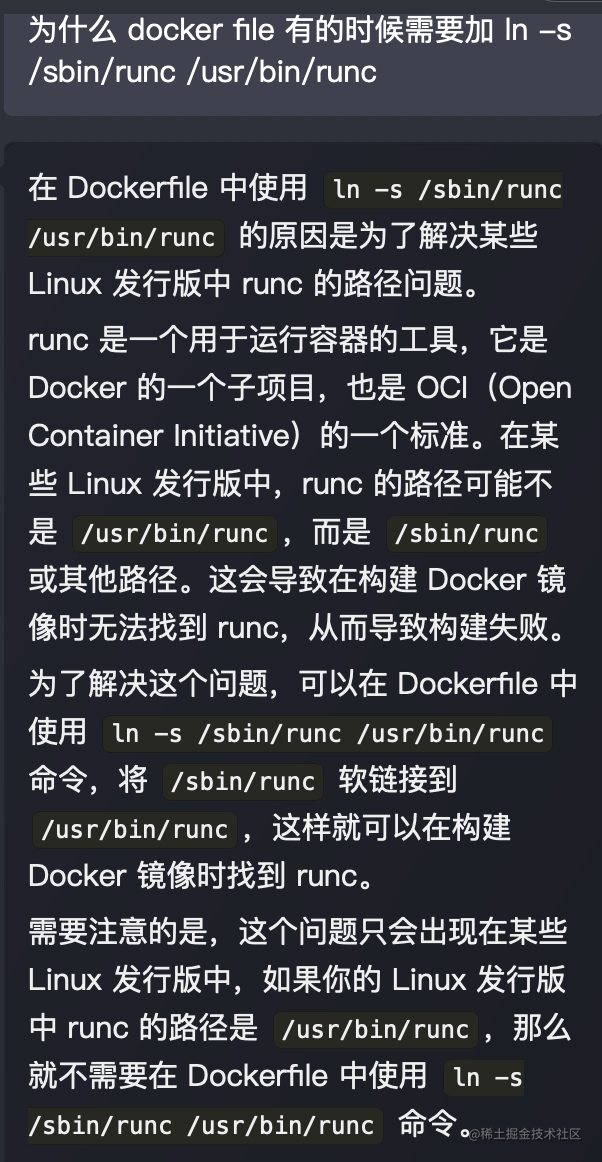 为什么 docker file 有的时候需要加 ln -s
/sbin/runc /usr/bin/runc
在 Dockerfile 中使用 ln -s /sbin/runc
/usr/bin/runc 的原因是为了解决某些
Linux 发行版中 runc 的路径问题。
runc 是一个用于运行容器的工具，它是
Docker 的一个子项目，也是 OCI（Open
Container Initiative）的一个标准。在某
些 Linux 发行版中，runc 的路径可能不
是 /usr/bin/runc ，而是 /sbin/runc
或其他路径。这会导致在构建 Docker 镜
像时无法找到 runc，从而导致构建失败。
为了解决这个问题，可以在 Dockerfile 中
使用 ln -s /sbin/runc /usr/bin/runc
命令，将 /sbin/runc 软链接到
/usr/bin/runc ，这样就可以在构建
Docker 镜像时找到 runc。
需要注意的是，这个问题只会出现在某些
Linux 发行版中，如果你的 Linux 发行版
中 runc 的路径是 /usr/bin/runc ，那么
就不需要在 Dockerfile 中使用 ln -s
/sbin/runc /usr/bin/runc 命令。
@稀土掘金技术社区